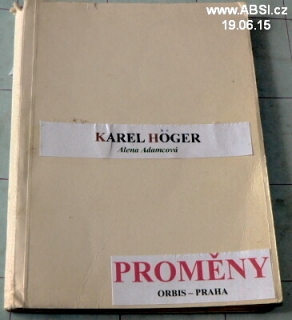 www.ABSI.cz
19.06.15
KAREL HÖGER
Alena Adamcová
PROMĚNY
ORBIS – PRAHA